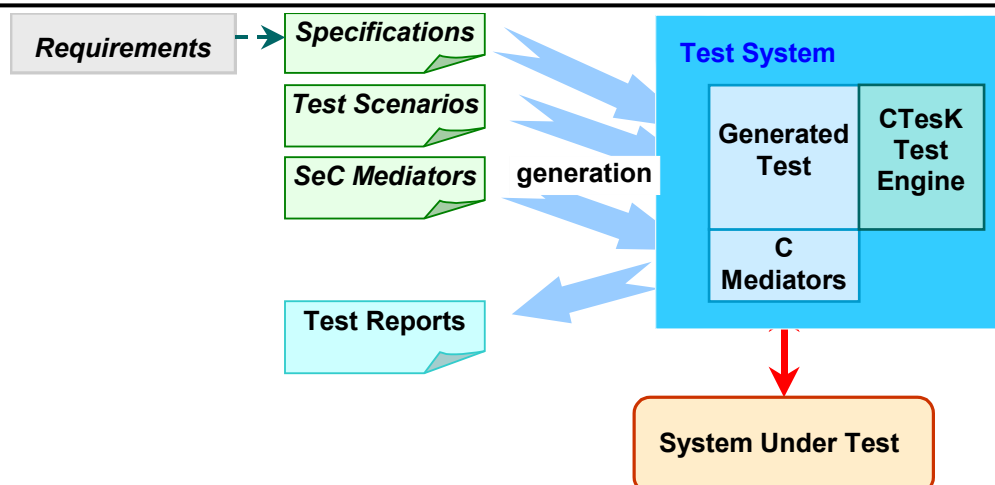 Requirements
Specifications
Test Scenarios
SeC Mediators
generation
Test Reports
Test System
Generated
Test
CTesK
Test
Engine
C
Mediators
System Under Test